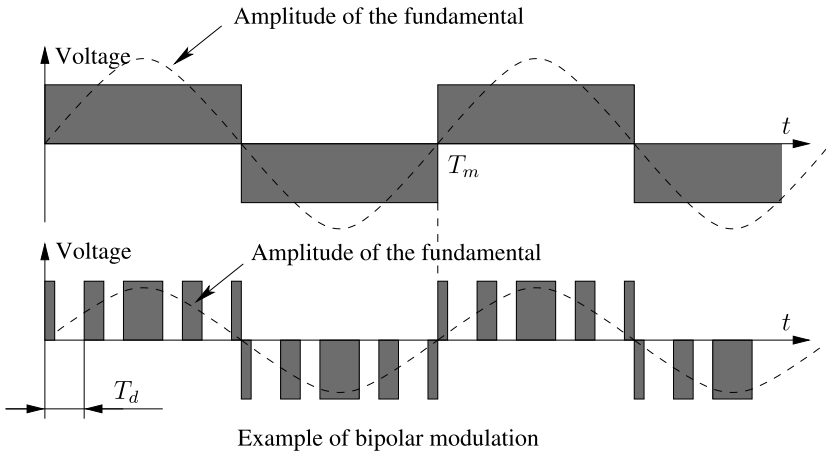 Amplitude of the fundamental
Voltage
t
T_m
Voltage
Amplitude of the fundamental
t
T_d
Example of bipolar modulation